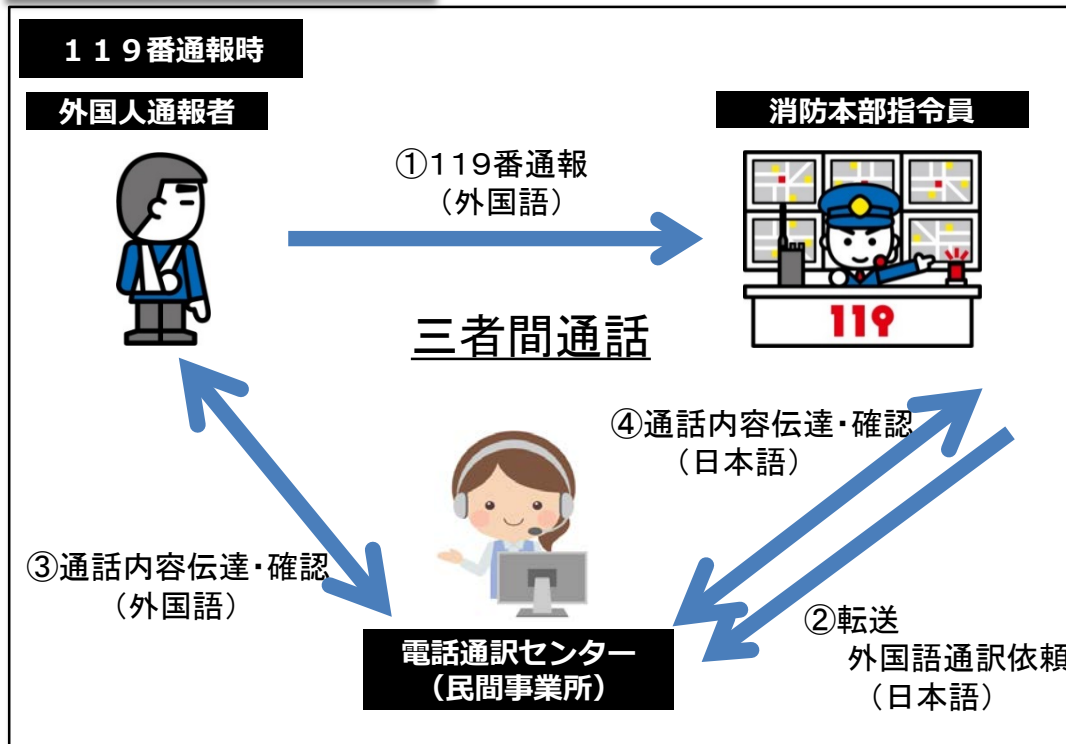 １１９番通報時
外国人通報者
消防本部指令員
①119番通報
（外国語）
119
三者間通話
④通話内容伝達・確認
（日本語）
③通話内容伝達・確認
（外国語）
②転送
外国語通訳依頼
（日本語）
電話通訳センター
（民間事業所）